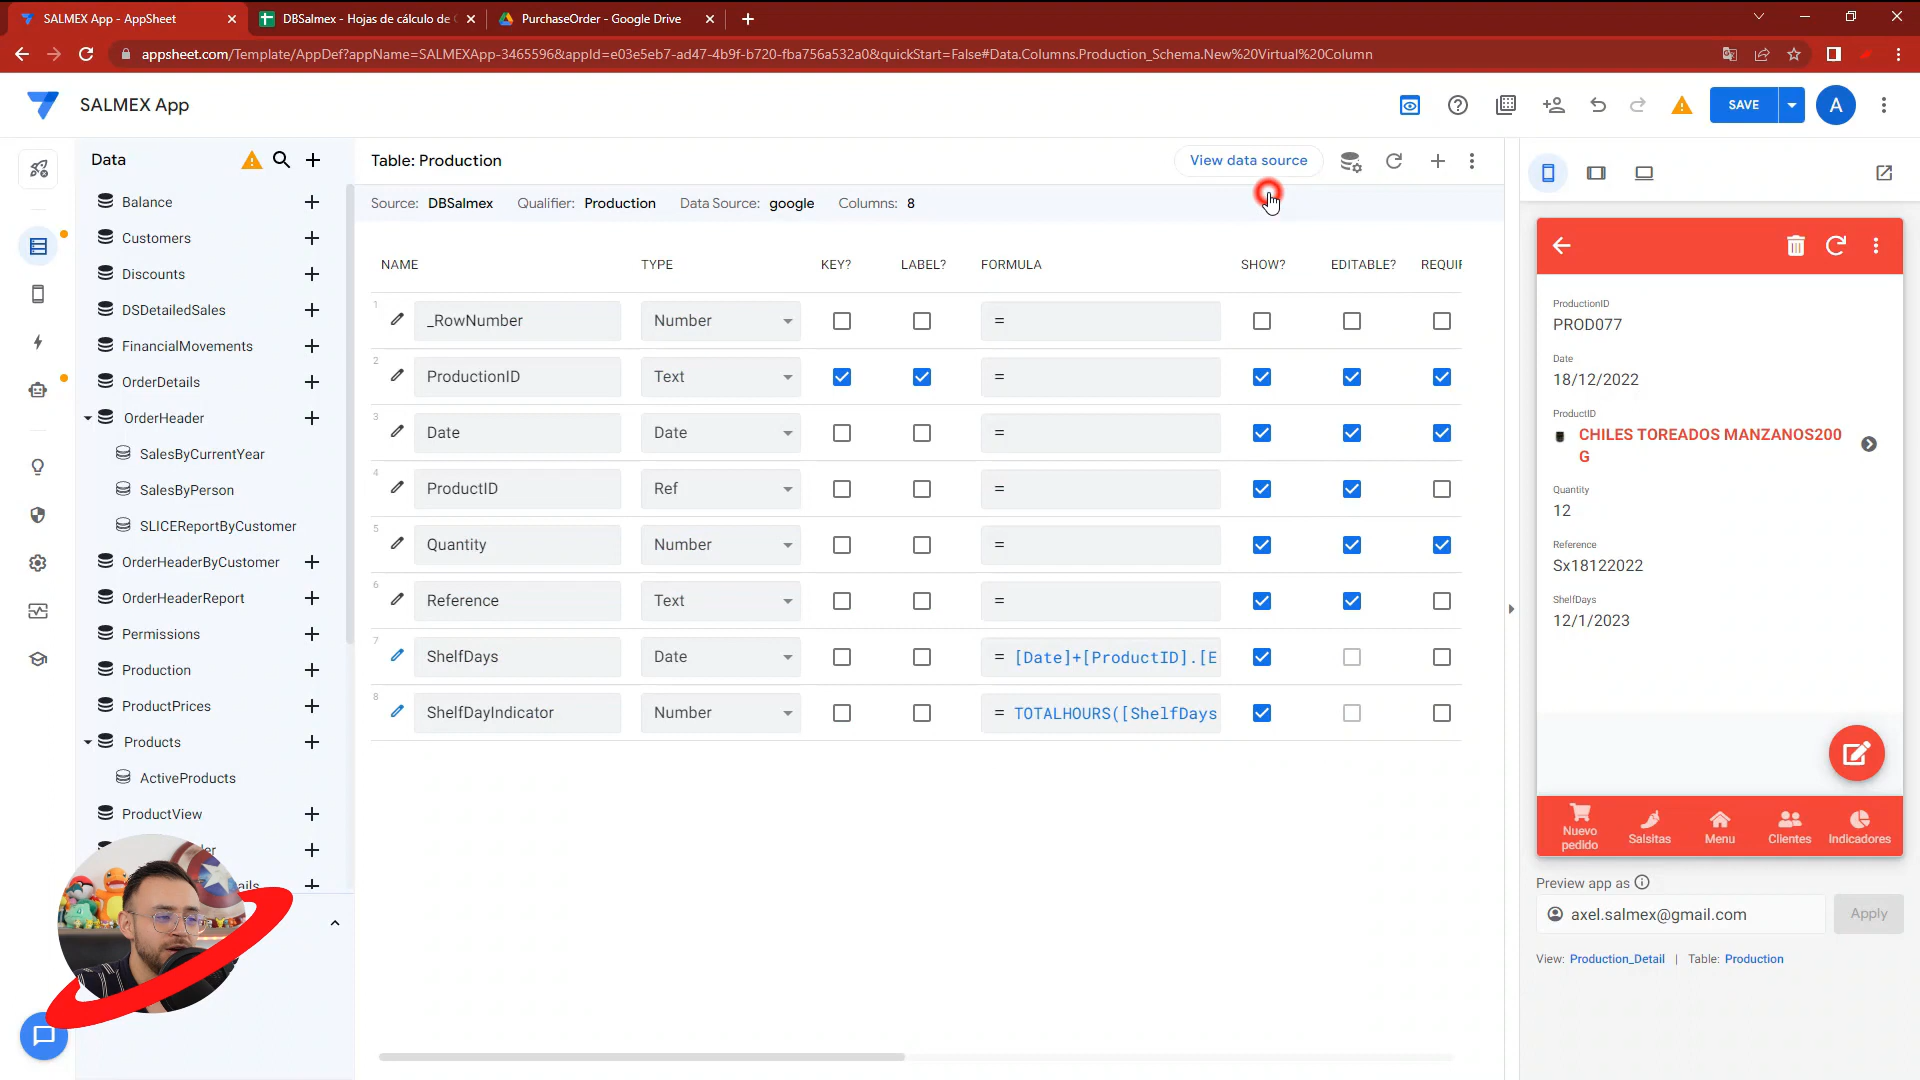 SALMEX App - AppSheet
DBSalmex - Hojas de cálculo de
PurchaseOrder - Google Drive
appsheet.com/Template/AppDef?appName=SALMEXApp-3465596&appId=e03e5eb7-ad47-4b9f-b720-fba756a532a0&quickStart=False#Data.Columns.Production_Schema.New%20Virtual%20Column
SALMEX App
SAVE
A
Data
Balance
Customers
Discounts
DSDetailedSales
FinancialMovements
OrderDetails
OrderHeader
SalesByCurrentYear
SalesByPerson
SLICEReportByCustomer
OrderHeaderByCustomer
OrderHeaderReport
Permissions
Production
ProductPrices
Products
ActiveProducts
ProductView
Table: Production
View data source
Source: DBSalmex Qualifier: Production Data Source: google Columns: 8
NAME TYPE KEY? LABEL? FORMULA SHOW? EDITABLE? REQUIF
1 _RowNumber Number =
2 ProductionID Text =
3 Date Date =
4 ProductID Ref =
5 Quantity Number =
6 Reference Text =
7 ShelfDays Date = [Date]+[ProductID].[E
8 ShelfDayIndicator Number = TOTALHOURS([ShelfDays
ProductionID
PROD077
Date
18/12/2022
ProductID
CHILES TOREADOS MANZANOS200
G
Quantity
12
Reference
Sx18122022
ShelfDays
12/1/2023
Nuevo
pedido
Salsitas
Menu
Clientes
Indicadores
Preview app as
axel.salmex@gmail.com
Apply
View: Production_Detail | Table: Production